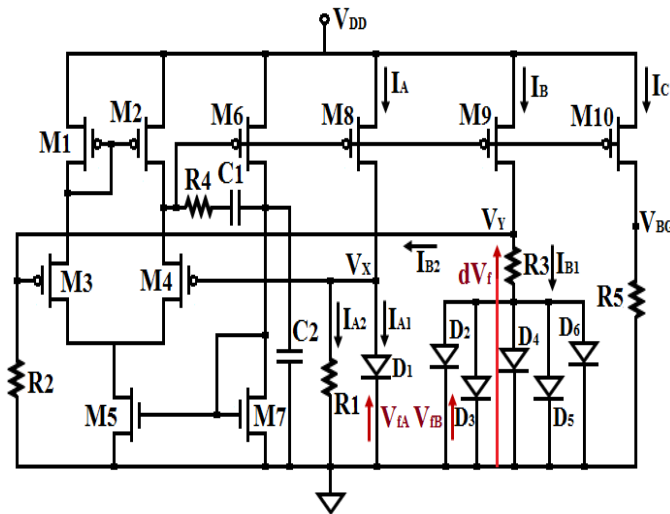 VDD
IA
IB
IC
M1
M2
M6
M8
M9
M10
R4
C1
VY
VBG
M3
M4
VX
IB2
dVf
R3
IB1
R5
IA2
IA1
C2
D2
D4
D6
R2
D1
M5
M7
R1
VfA
VfB
D3
D5